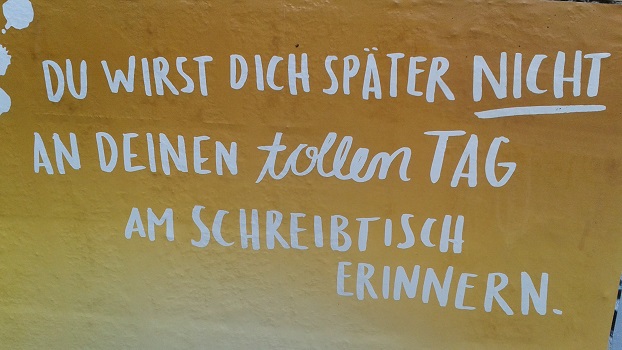 DU WIRST DICH SPÄTER NICHT
AN DEINEN tollen TAG
AM SCHREIBTISCH
ERINNERN.